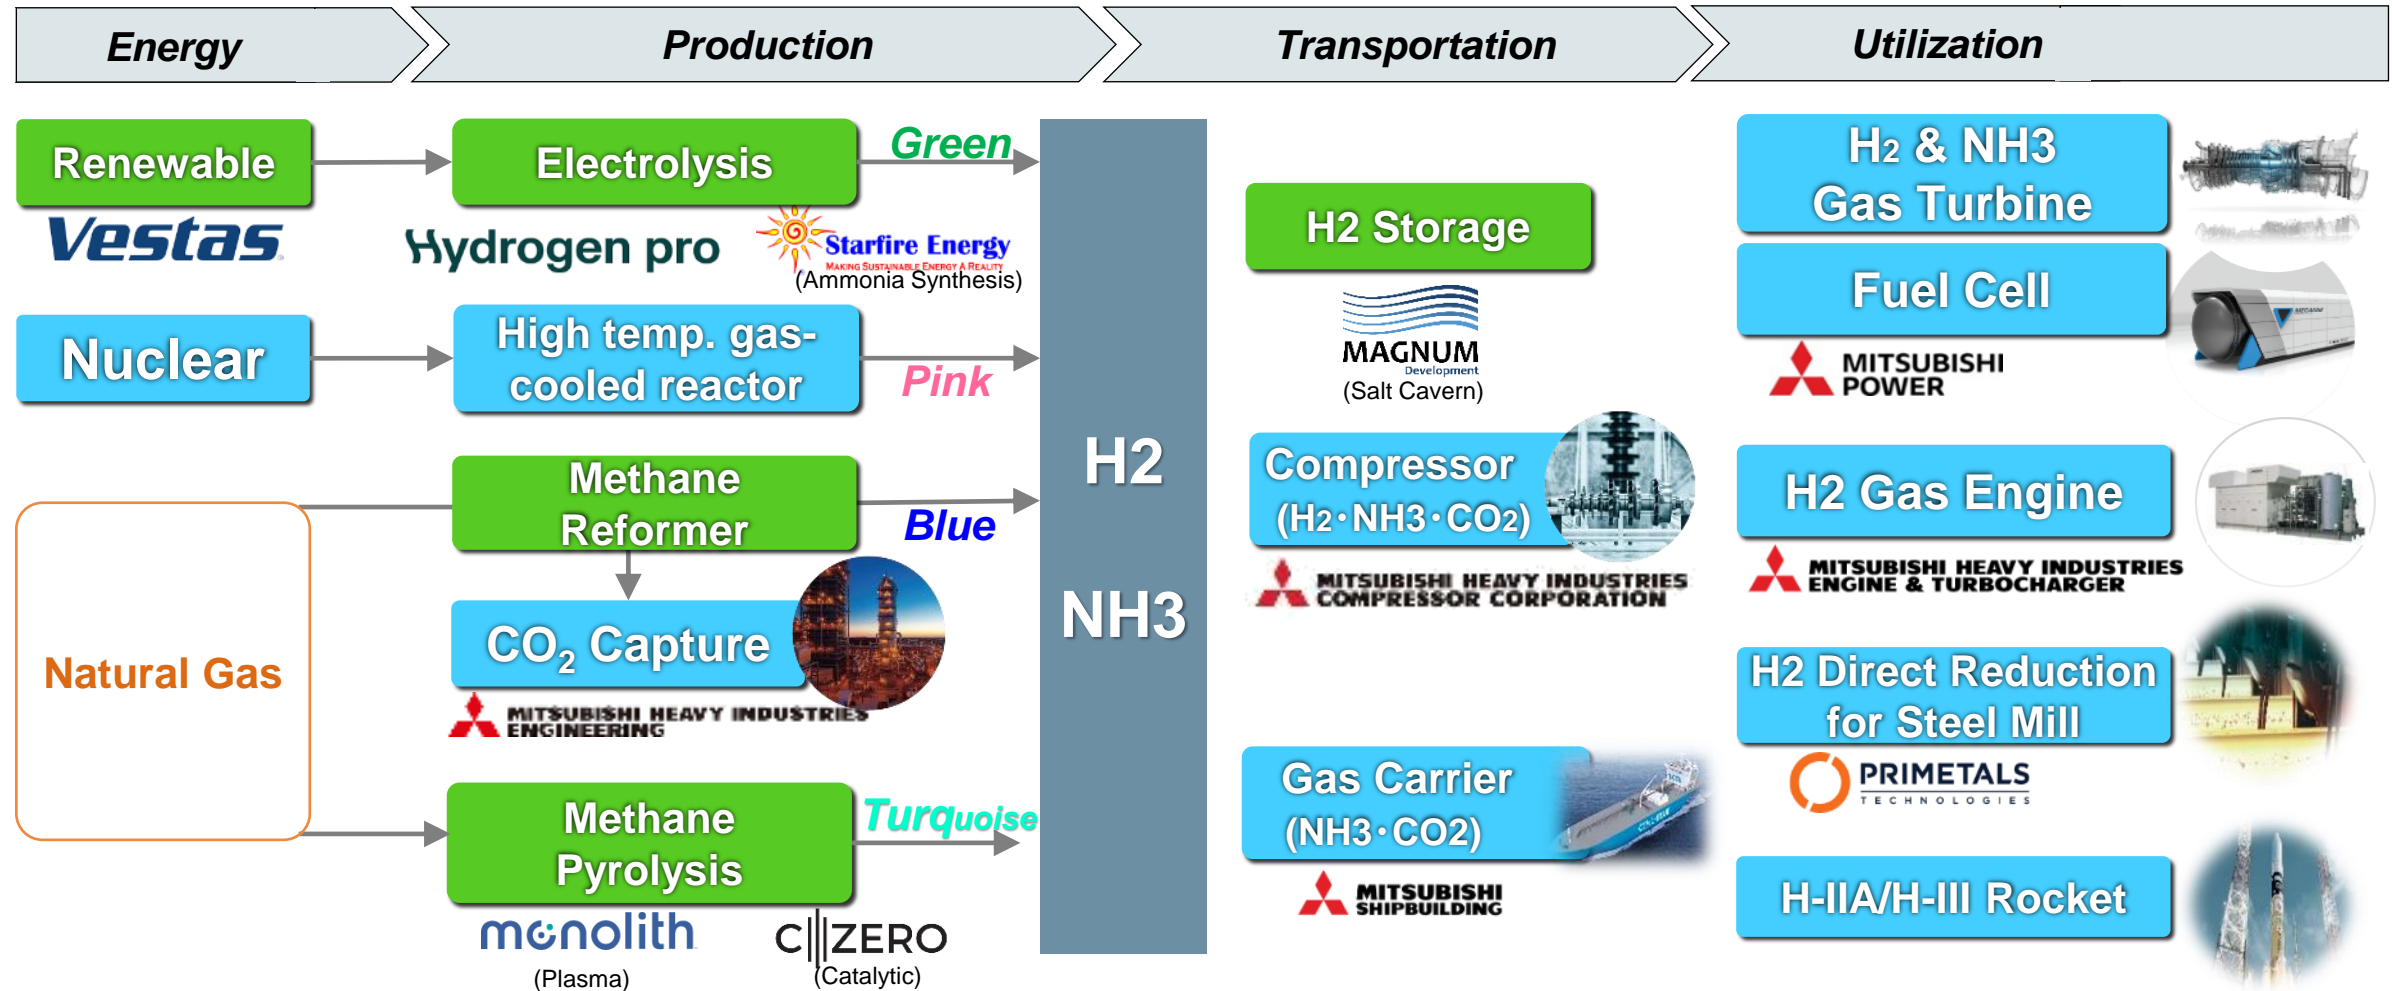 Energy
Production
Transportation
Utilization
Renewable
Vestas
Electrolysis
Green
Hydrogen pro
Starfire Energy
MAKING SUSTAINABLE ENERGY A REALITY
(Ammonia Synthesis)
Nuclear
High temp. gas-
cooled reactor
Pink
Natural Gas
Methane
Reformer
Blue
CO2 Capture
MITSUBISHI HEAVY INDUSTRIES
ENGINEERING
Methane
Pyrolysis
Turquoise
monolith
(Plasma)
C ZERO
(Catalytic)
H2
NH3
H2 Storage
MAGNUM
Development
(Salt Cavern)
Compressor
(H2・NH3・CO2)
MITSUBISHI HEAVY INDUSTRIES
COMPRESSOR CORPORATION
Gas Carrier
(NH3・CO2)
MITSUBISHI
SHIPBUILDING
H2 & NH3
Gas Turbine
Fuel Cell
MITSUBISHI
POWER
H2 Gas Engine
MITSUBISHI HEAVY INDUSTRIES
ENGINE & TURBOCHARGER
H2 Direct Reduction
for Steel Mill
PRIMETALS
TECHNOLOGIES
H-IIA/H-III Rocket